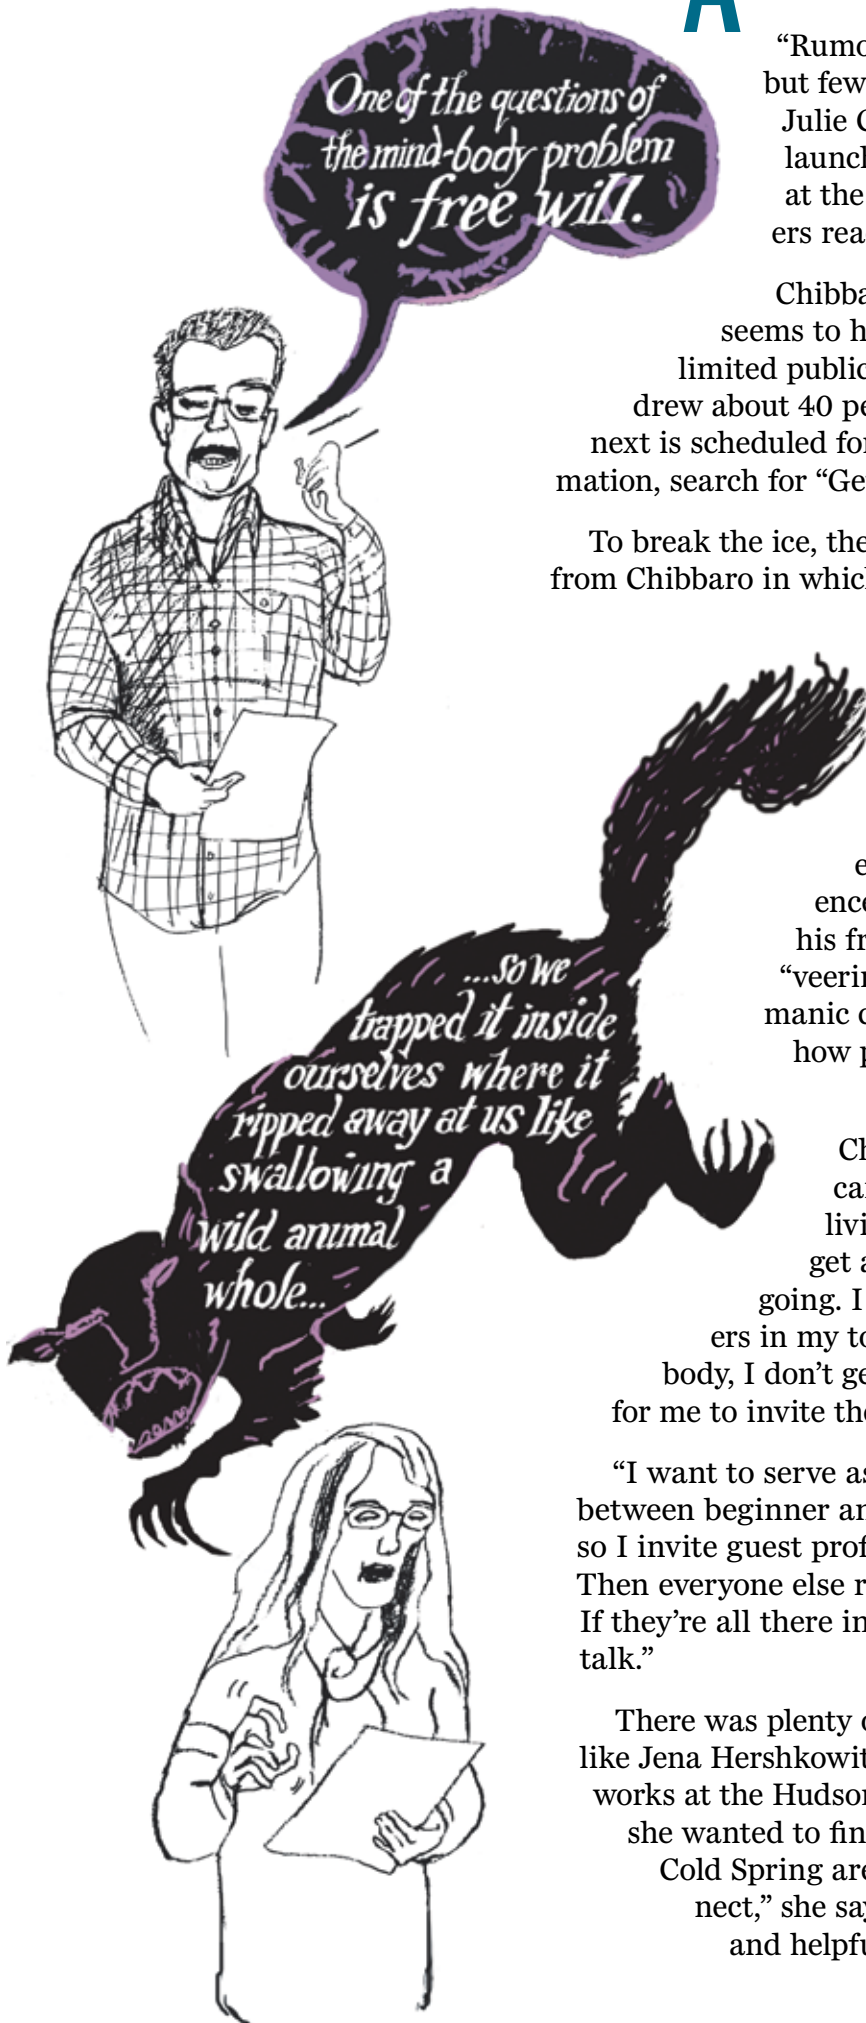 A
“Rumo
but few
Julie C
launch
at the
ers rea
One of the questions of
the mind-body problem
is free will.
Chibba
seems to h
limited public
drew about 40 pe
next is scheduled for
mation, search for “Ge
To break the ice, the
from Chibbaro in which
e
ence
his fr
“veerin
manic c
how p
...so we
trapped it inside
ourselves where it
ripped away at us like
swallowing a
wild animal
whole...
Ch
ca
livi
get a
going. I
ers in my to
body, I don’t ge
for me to invite the
“I want to serve as
between beginner an
so I invite guest prof
Then everyone else r
If they’re all there in
talk.”
There was plenty o
like Jena Hershkowit
works at the Hudson
she wanted to fin
Cold Spring are
nect,” she say
and helpfu